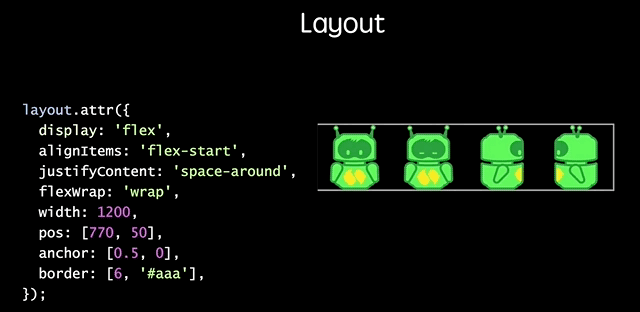 Layout
layout.attr({
  display: 'flex',
  alignItems: 'flex-start',
  justifyContent: 'space-around',
  flexWrap: 'wrap',
  width: 1200,
  pos: [770, 50],
  anchor: [0.5, 0],
  border: [6, '#aaa'],
});